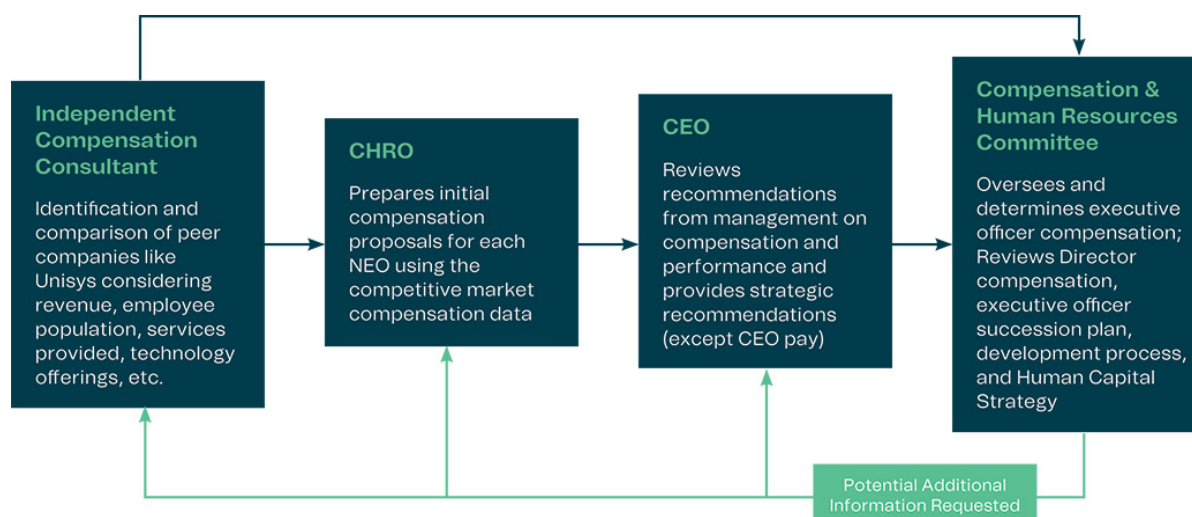 Independent
Compensation
Consultant
Identification and
comparison of peer
companies like
Unisys considering
revenue, employee
population, services
provided, technology
offerings, etc.
CHRO
Prepares initial
compensation
proposals for each
NEO using the
competitive market
compensation data
CEO
Reviews
recommendations
from management on
compensation and
performance and
provides strategic
recommendations
(except CEO pay)
Compensation &
Human Resources
Committee
Oversees and
determines executive
officer compensation;
Reviews Director
compensation,
executive officer
succession plan,
development process,
and Human Capital
Strategy
Potential Additional
Information Requested